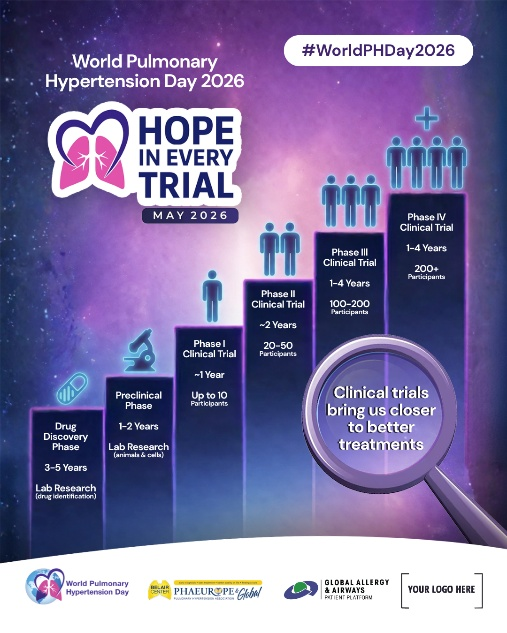 #WorldPHDay2026
World Pulmonary
Hypertension Day 2026
HOPE
IN EVERY
TRIAL
MAY 2026
Drug
Discovery
Phase
3-5 Years
Lab Research
(drug identification)
Preclinical
Phase
1-2 Years
Lab Research
(animals & cells)
Phase I
Clinical Trial
~1 Year
Up to 10
Participants
Phase II
Clinical Trial
~2 Years
20-50
Participants
Phase III
Clinical Trial
1-4 Years
100-200
Participants
Phase IV
Clinical Trial
1-4 Years
200+
Participants
Clinical trials
bring us closer
to better
treatments
World Pulmonary
Hypertension Day
CENTER
PHAEUROPE & Global
PULMONARY HYPERTENSION ASSOCIATION
GLOBAL ALLERGY
& AIRWAYS
PATIENT PLATFORM
YOUR LOGO HERE